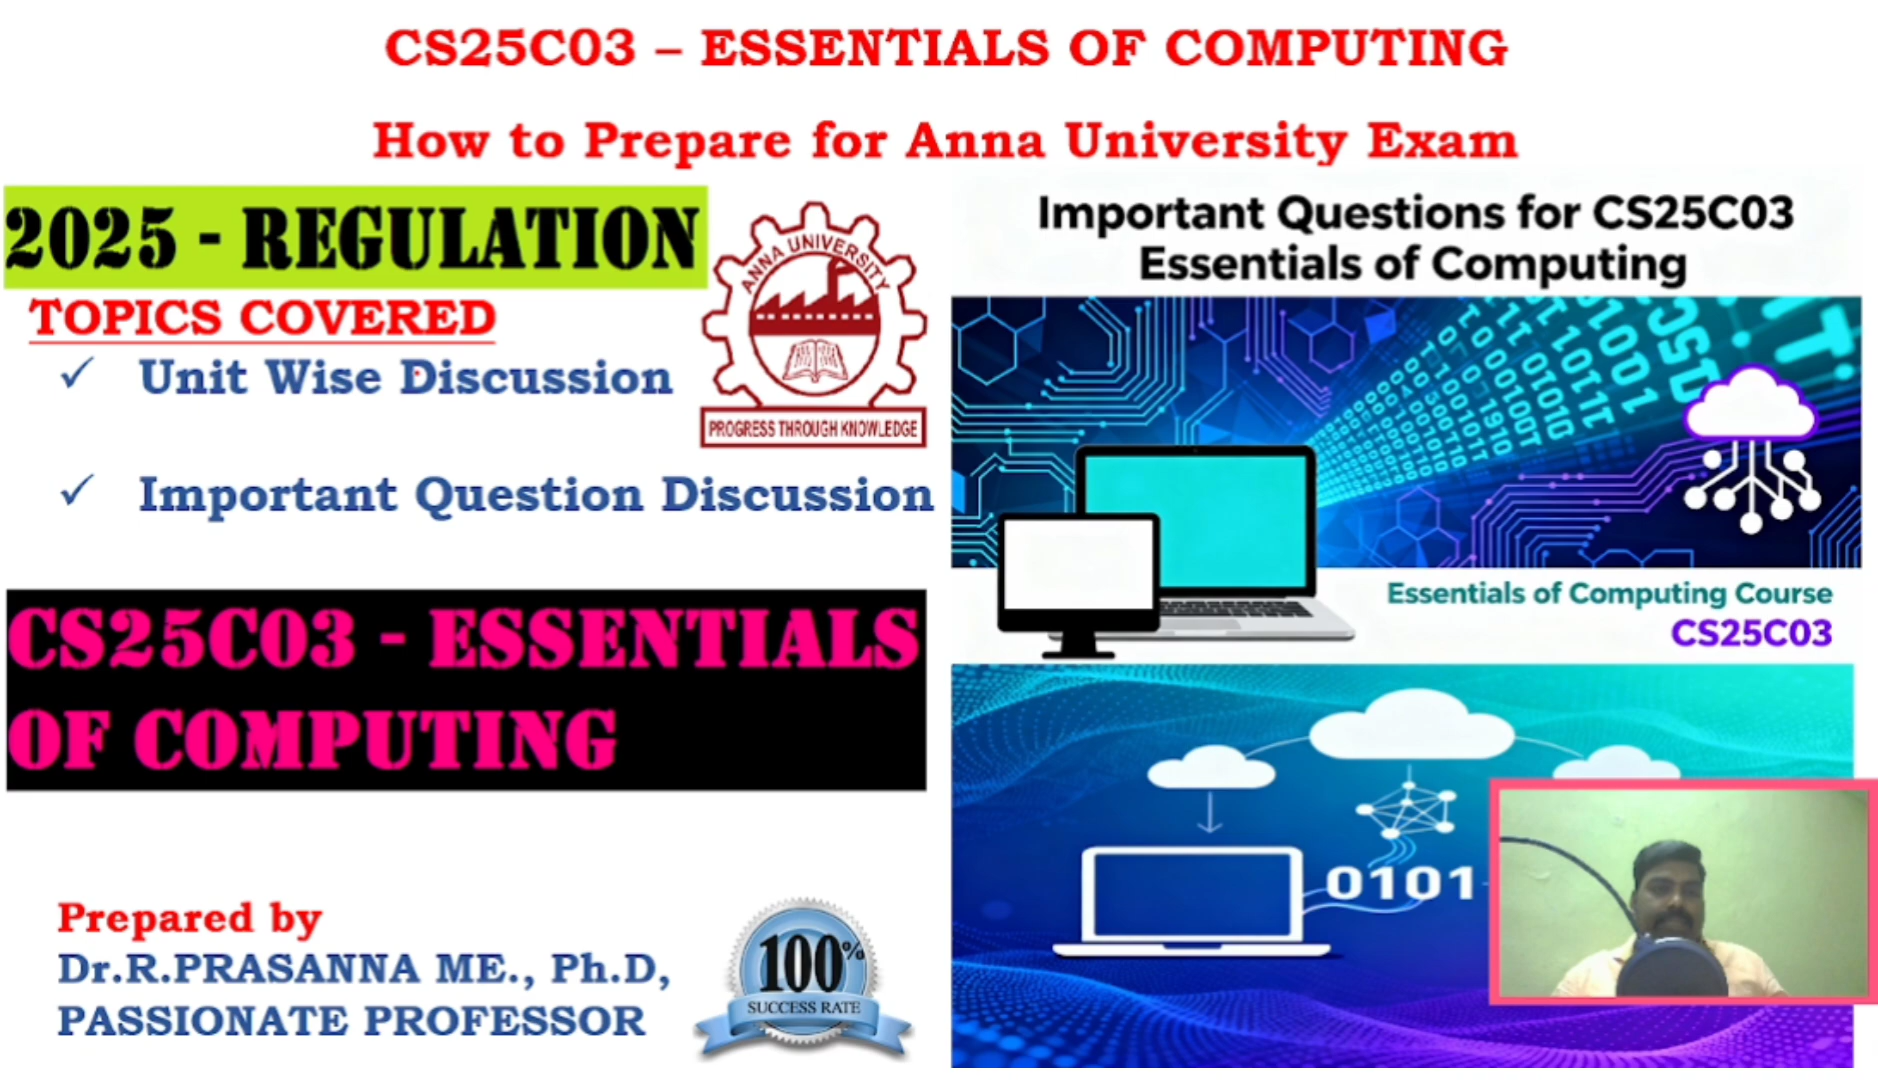 CS25C03 – ESSENTIALS OF COMPUTING
How to Prepare for Anna University Exam
2025 - REGULATION
TOPICS COVERED
✓ Unit Wise Discussion
✓ Important Question Discussion
ANNA UNIVERSITY
PROGRESS THROUGH KNOWLEDGE
CS25C03 - ESSENTIALS
OF COMPUTING
Prepared by
Dr.R.PRASANNA ME., Ph.D,
PASSIONATE PROFESSOR
100%
SUCCESS RATE
Important Questions for CS25C03
Essentials of Computing
Essentials of Computing Course
CS25C03
0101